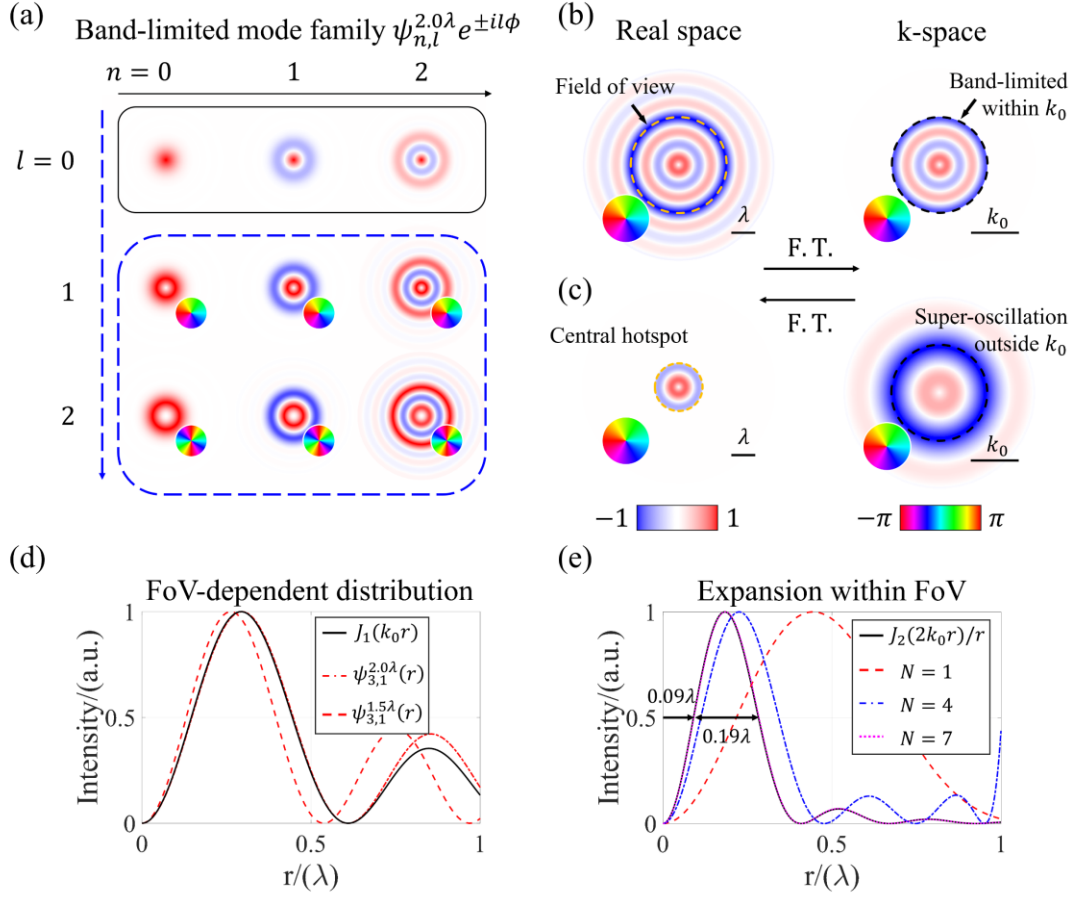 (a)
Band-limited mode family ψ_{n,l}^{2.0λ} e^{±ilϕ}
n = 0 1 2
l = 0
1
2
(b)
Real space k-space
Field of view
Band-limited
within k₀
λ
k₀
F. T.
F. T.
(c)
Central hotspot
Super-oscillation
outside k₀
λ
k₀
−1 1
−π π
(d)
FoV-dependent distribution
Intensity/(a.u.)
1
0.5
0
J₁(k₀r)
ψ_{3,1}^{2.0λ}(r)
ψ_{3,1}^{1.5λ}(r)
0 0.5 1
r/(λ)
(e)
Expansion within FoV
Intensity/(a.u.)
1
0.5
0
J₂(2k₀r)/r
N = 1
N = 4
N = 7
0.09λ
0.19λ
0 0.5 1
r/(λ)